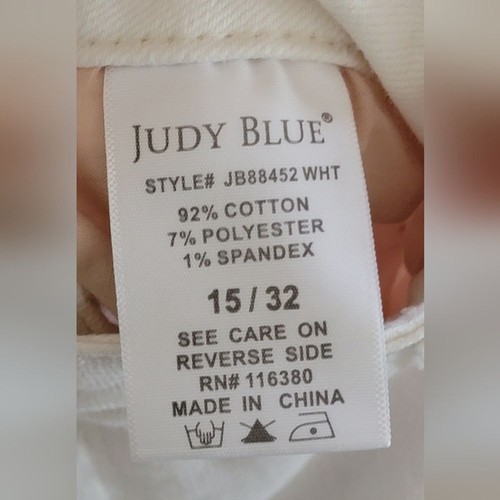 JUDY BLUE®
STYLE# JB88452 WHT
92% COTTON
7% POLYESTER
1% SPANDEX
15 / 32
SEE CARE ON
REVERSE SIDE
RN# 116380
MADE IN CHINA